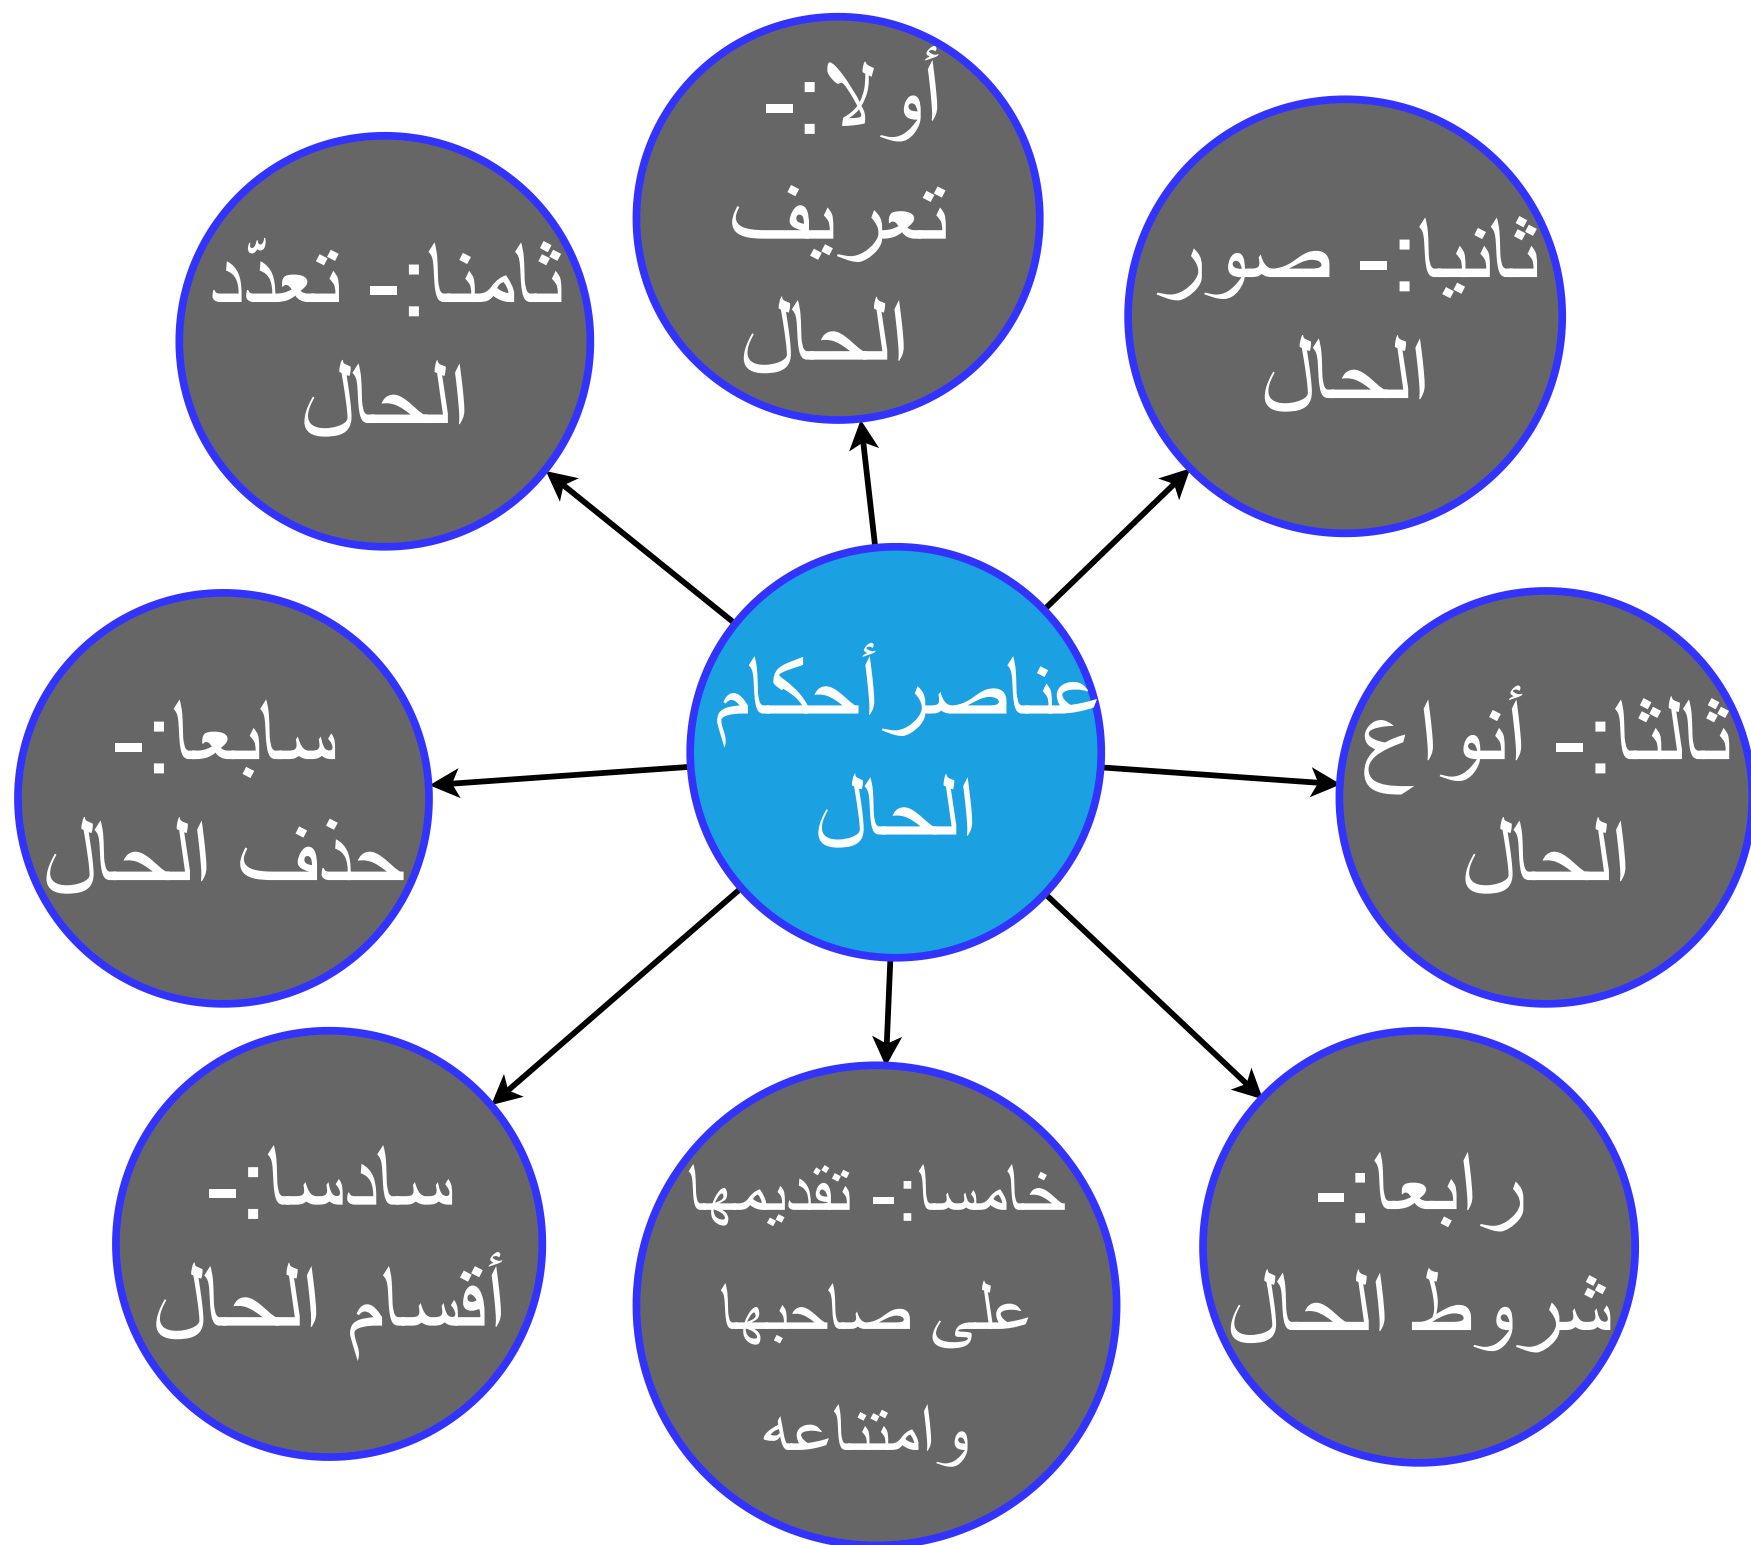 عناصر أحكام
الحال
أولا:-
تعريف
الحال
ثانيا:- صور
الحال
ثالثا:- أنواع
الحال
رابعا:-
شروط الحال
خامسا:- تقديمها
على صاحبها
وامتناعه
سادسا:-
أقسام الحال
سابعا:-
حذف الحال
ثامنا:- تعدّد
الحال